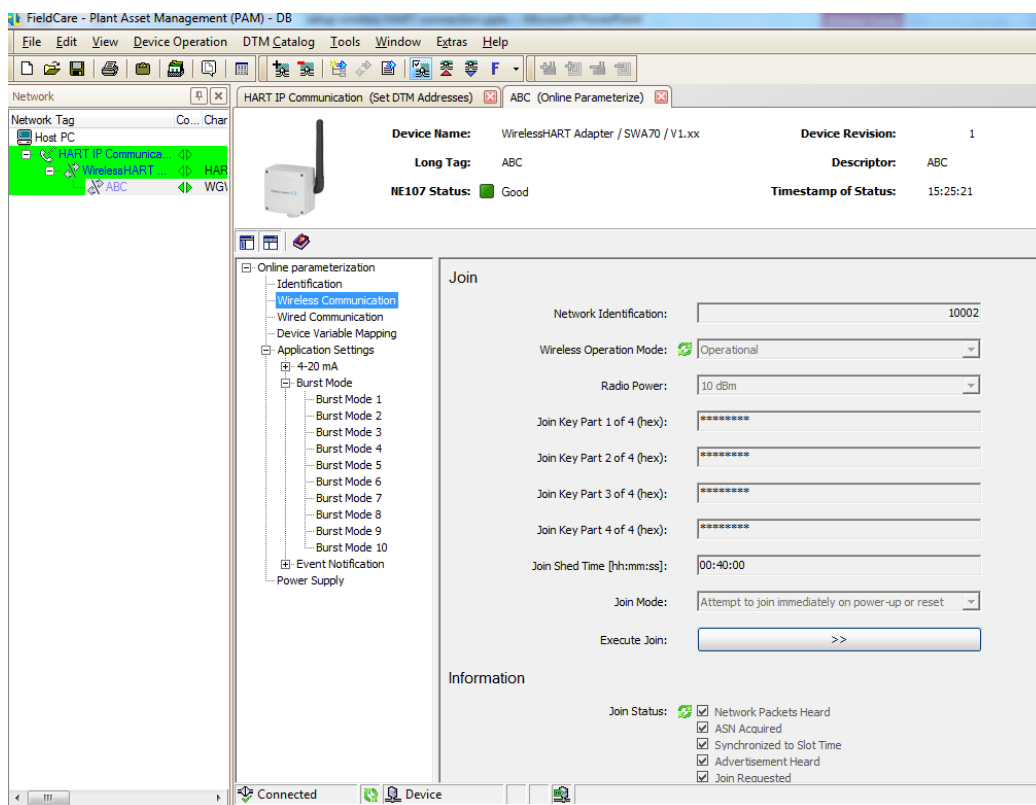 FieldCare - Plant Asset Management (PAM) - DB
File Edit View Device Operation DTM Catalog Tools Window Extras Help
F
Network
HART IP Communication (Set DTM Addresses)
ABC (Online Parameterize)
Network Tag Co... Char
Host PC
HART IP Communica...
WirelessHART ... HAR
ABC WGW
Device Name: WirelessHART Adapter / SWA70 / V1.xx Device Revision: 1
Long Tag: ABC Descriptor: ABC
NE107 Status: Good Timestamp of Status: 15:25:21
Online parameterization
Identification
Wireless Communication
Wired Communication
Device Variable Mapping
Application Settings
4-20 mA
Burst Mode
Burst Mode 1
Burst Mode 2
Burst Mode 3
Burst Mode 4
Burst Mode 5
Burst Mode 6
Burst Mode 7
Burst Mode 8
Burst Mode 9
Burst Mode 10
Event Notification
Power Supply
Join
Network Identification: 10002
Wireless Operation Mode: Operational
Radio Power: 10 dBm
Join Key Part 1 of 4 (hex): ********
Join Key Part 2 of 4 (hex): ********
Join Key Part 3 of 4 (hex): ********
Join Key Part 4 of 4 (hex): ********
Join Shed Time [hh:mm:ss]: 00:40:00
Join Mode: Attempt to join immediately on power-up or reset
Execute Join: >>
Information
Join Status: Network Packets Heard
ASN Acquired
Synchronized to Slot Time
Advertisement Heard
Join Requested
Connected
Device